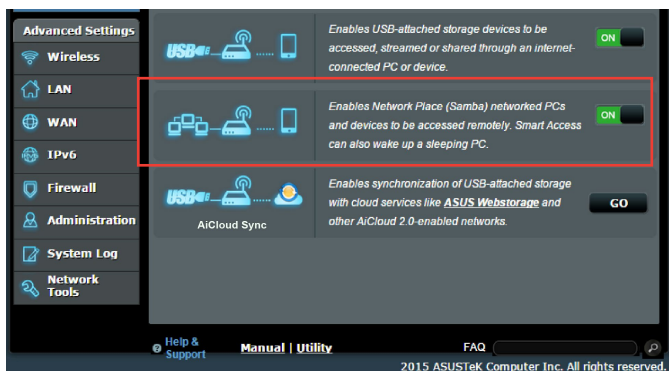 Advanced Settings
Wireless
LAN
WAN
IPv6
Firewall
Administration
System Log
Network
Tools
USB
Enables USB-attached storage devices to be
accessed, streamed or shared through an internet-
connected PC or device.
ON
Enables Network Place (Samba) networked PCs
and devices to be accessed remotely. Smart Access
can also wake up a sleeping PC.
ON
USB
AiCloud Sync
Enables synchronization of USB-attached storage
with cloud services like ASUS Webstorage and
other AiCloud 2.0-enabled networks.
GO
Help &
Support
Manual | Utility
FAQ
2015 ASUSTeK Computer Inc. All rights reserved.